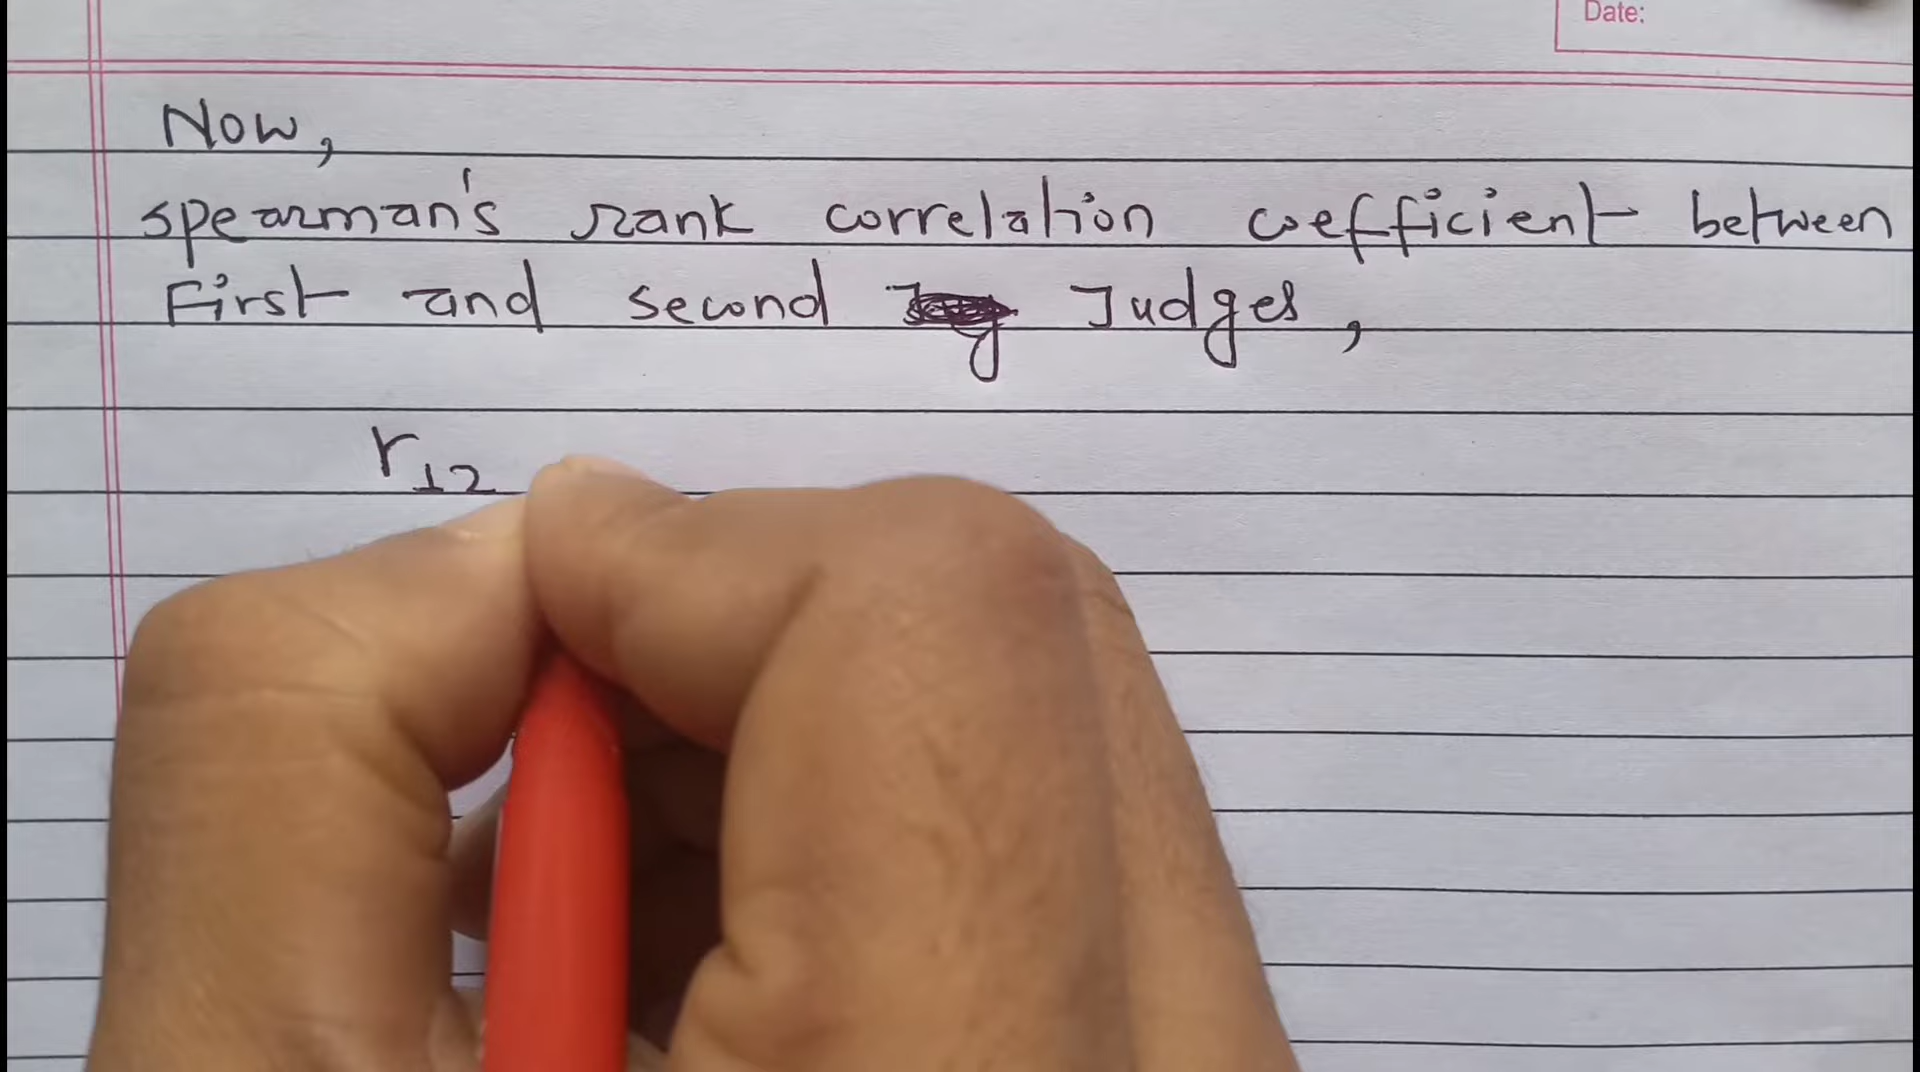 Date:
Now,
spearman's rank correlation coefficient between
First and second Judges,
r₁₂